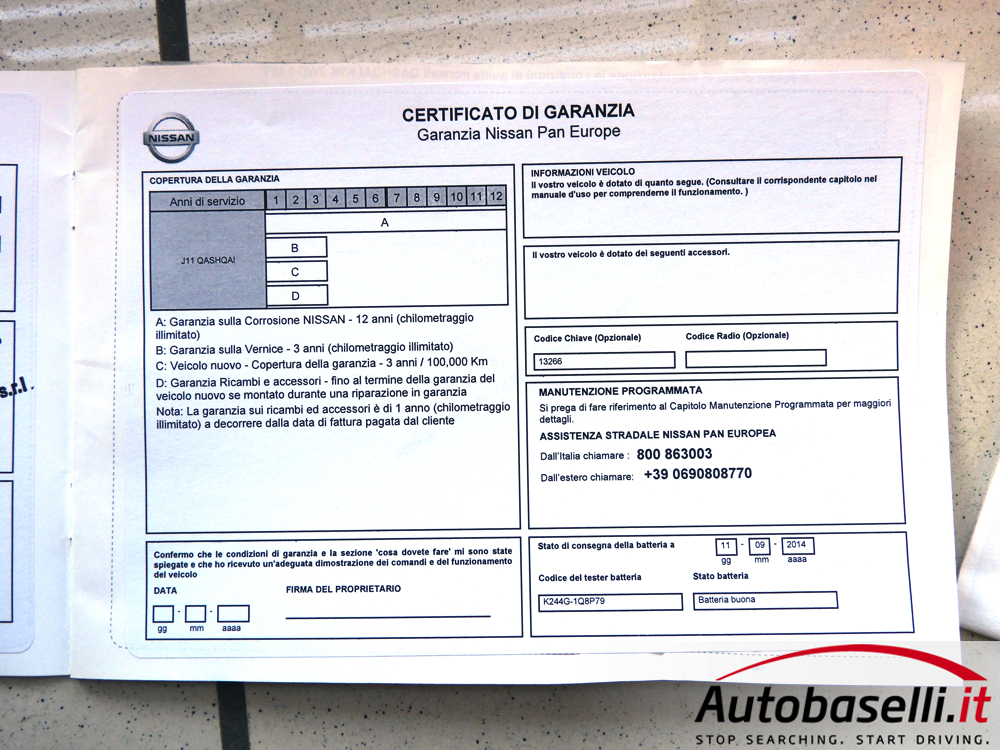 CERTIFICATO DI GARANZIA
Garanzia Nissan Pan Europe
NISSAN
COPERTURA DELLA GARANZIA
Anni di servizio 1 2 3 4 5 6 7 8 9 10 11 12
A
J11 QASHQAI
B
C
D
A: Garanzia sulla Corrosione NISSAN - 12 anni (chilometraggio
illimitato)
B: Garanzia sulla Vernice - 3 anni (chilometraggio illimitato)
C: Veicolo nuovo - Copertura della garanzia - 3 anni / 100,000 Km
D: Garanzia Ricambi e accessori - fino al termine della garanzia del
veicolo nuovo se montato durante una riparazione in garanzia
Nota: La garanzia sui ricambi ed accessori è di 1 anno (chilometraggio
illimitato) a decorrere dalla data di fattura pagata dal cliente
Confermo che le condizioni di garanzia e la sezione 'cosa dovete fare' mi sono state
spiegate e che ho ricevuto un'adeguata dimostrazione dei comandi e del funzionamento
del veicolo
DATA
FIRMA DEL PROPRIETARIO
- -
gg mm aaaa
INFORMAZIONI VEICOLO
Il vostro veicolo è dotato di quanto segue. (Consultare il corrispondente capitolo nel
manuale d'uso per comprenderne il funzionamento. )
Il vostro veicolo è dotato dei seguenti accessori.
Codice Chiave (Opzionale) Codice Radio (Opzionale)
13266
MANUTENZIONE PROGRAMMATA
Si prega di fare riferimento al Capitolo Manutenzione Programmata per maggiori
dettagli.
ASSISTENZA STRADALE NISSAN PAN EUROPEA
Dall'Italia chiamare : 800 863003
Dall'estero chiamare: +39 0690808770
Stato di consegna della batteria a 11 - 09 - 2014
gg mm aaaa
Codice del tester batteria Stato batteria
K244G-1Q8P79 Batteria buona
s.r.l.
Autobaselli.it
STOP SEARCHING. START DRIVING.